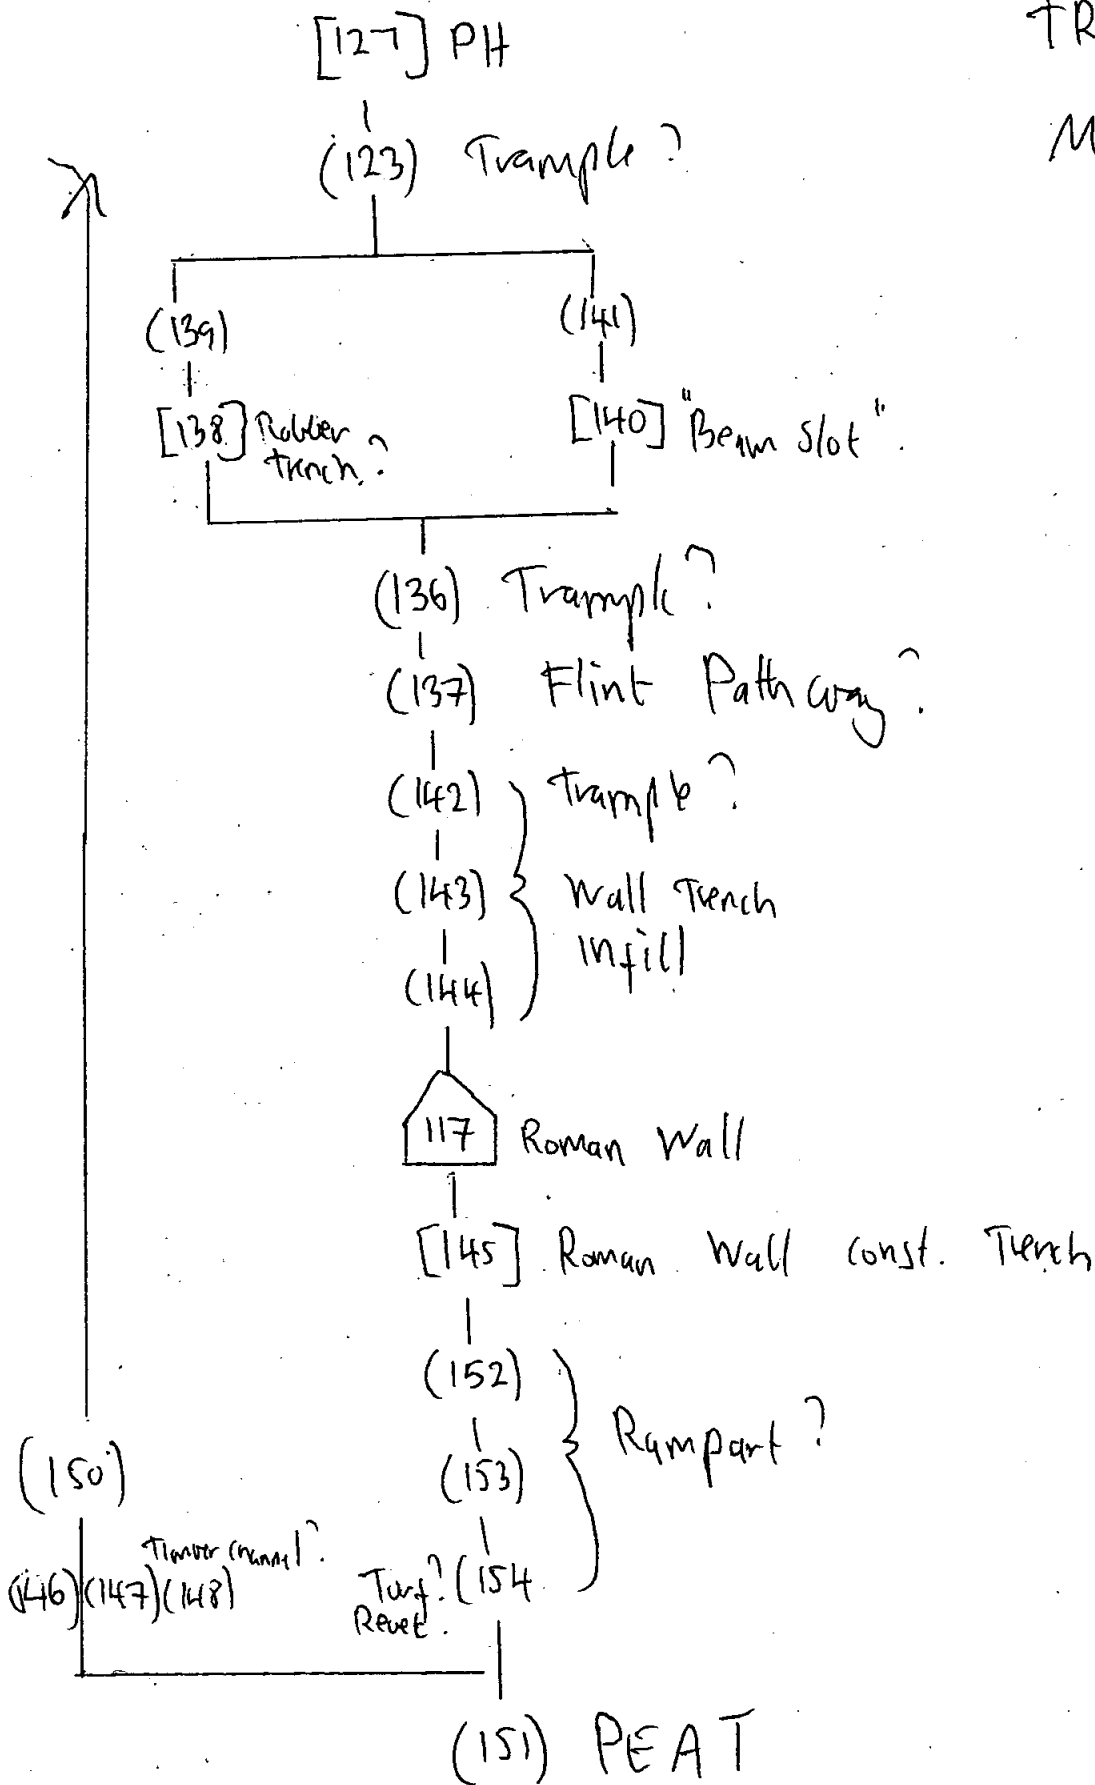 [127] PH
TR
M
(123) Trample?
(139)
(141)
[138] Robber
trench?
[140] "Beam Slot".
(136) Trample?
(137) Flint Pathway?
(142) Trample?
(143) Wall Trench
infill
(144)
117 Roman Wall
[145] Roman Wall const. Trench
(152)
Rampart?
(153)
(150)
channel?
(146) (147) (148)
Turf? (154
Revet.
(151) PEAT